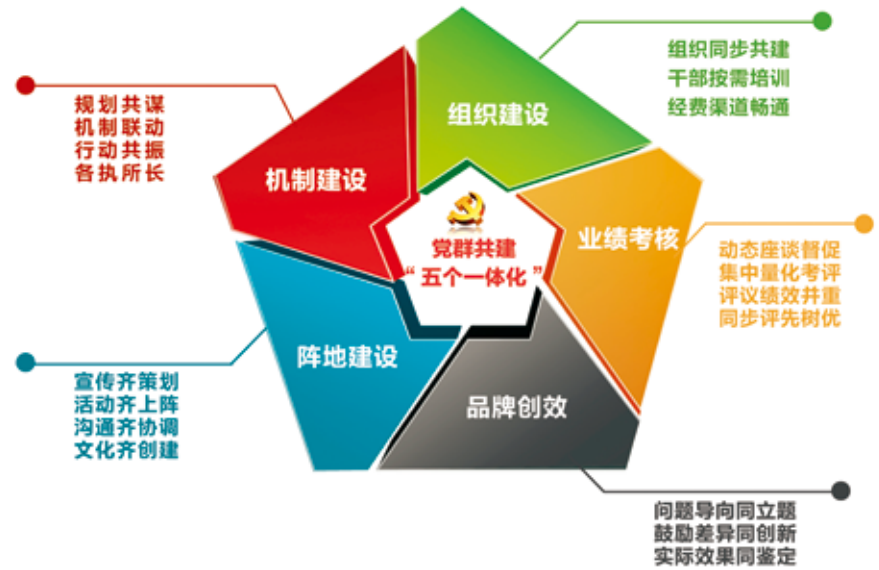 组织同步共建
干部按需培训
经费渠道畅通
组织建设
规划共谋
机制联动
行动共振
各执所长
机制建设
党群共建
“五个一体化”
业绩考核
动态座谈督促
集中量化考评
评议绩效并重
同步评先树优
阵地建设
宣传齐策划
活动齐上阵
沟通齐协调
文化齐创建
品牌创效
问题导向同立题
鼓励差异同创新
实际效果同鉴定